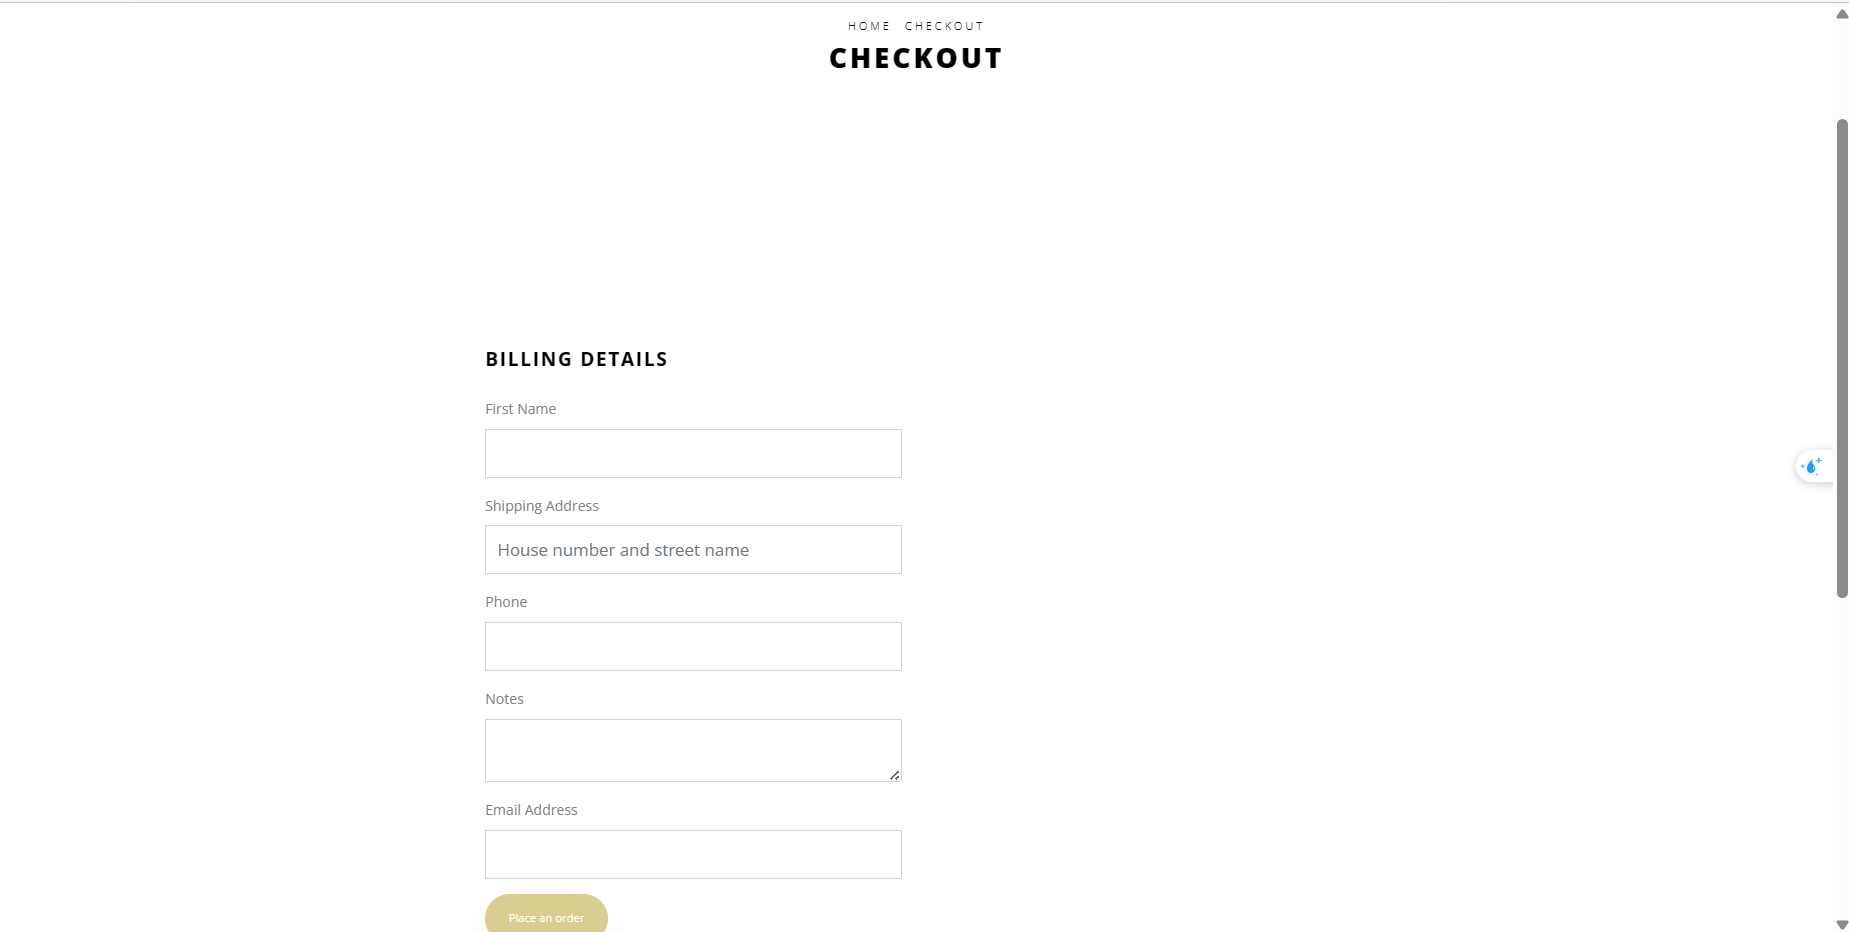 HOME CHECKOUT
CHECKOUT
BILLING DETAILS
First Name
Shipping Address
House number and street name
Phone
Notes
Email Address
Place an order